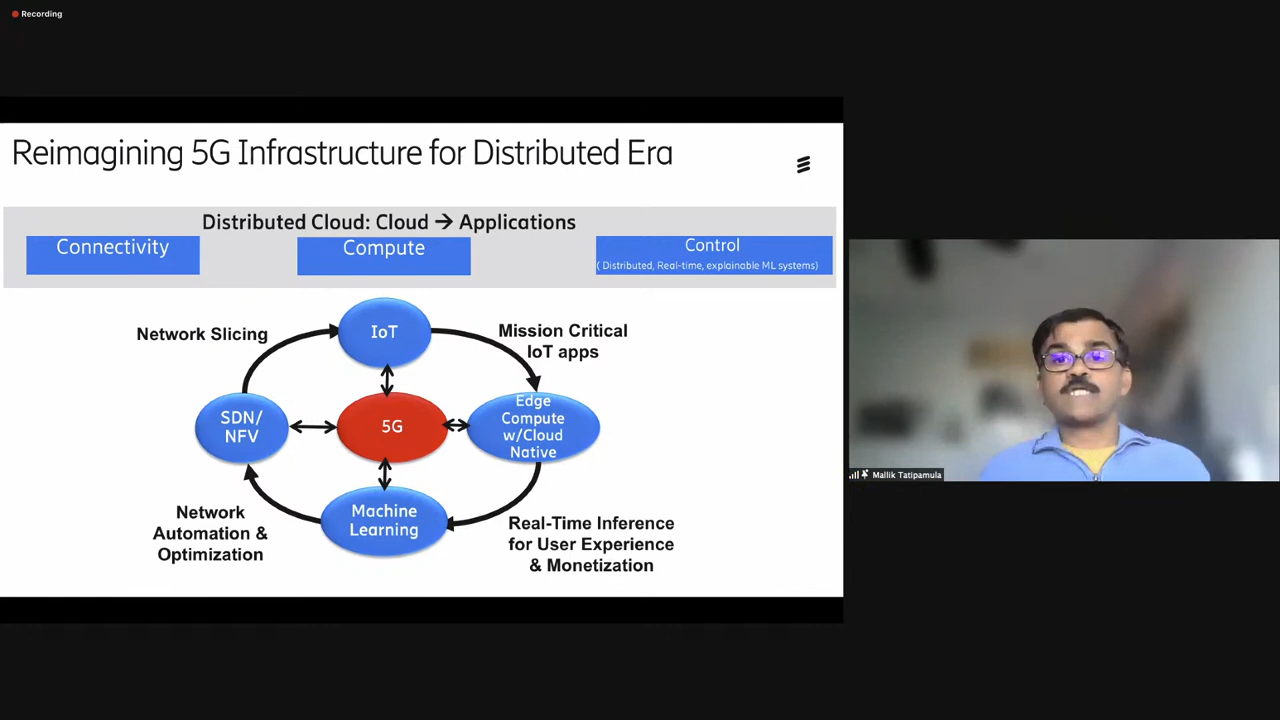 Recording
Reimagining 5G Infrastructure for Distributed Era
Distributed Cloud: Cloud → Applications
Connectivity
Compute
Control
( Distributed, Real-time, explainable ML systems)
Network Slicing
IoT
Mission Critical
IoT apps
SDN/
NFV
5G
Edge
Compute
w/Cloud
Native
Network
Automation &
Optimization
Machine
Learning
Real-Time Inference
for User Experience
& Monetization
Mallik Tatipamula